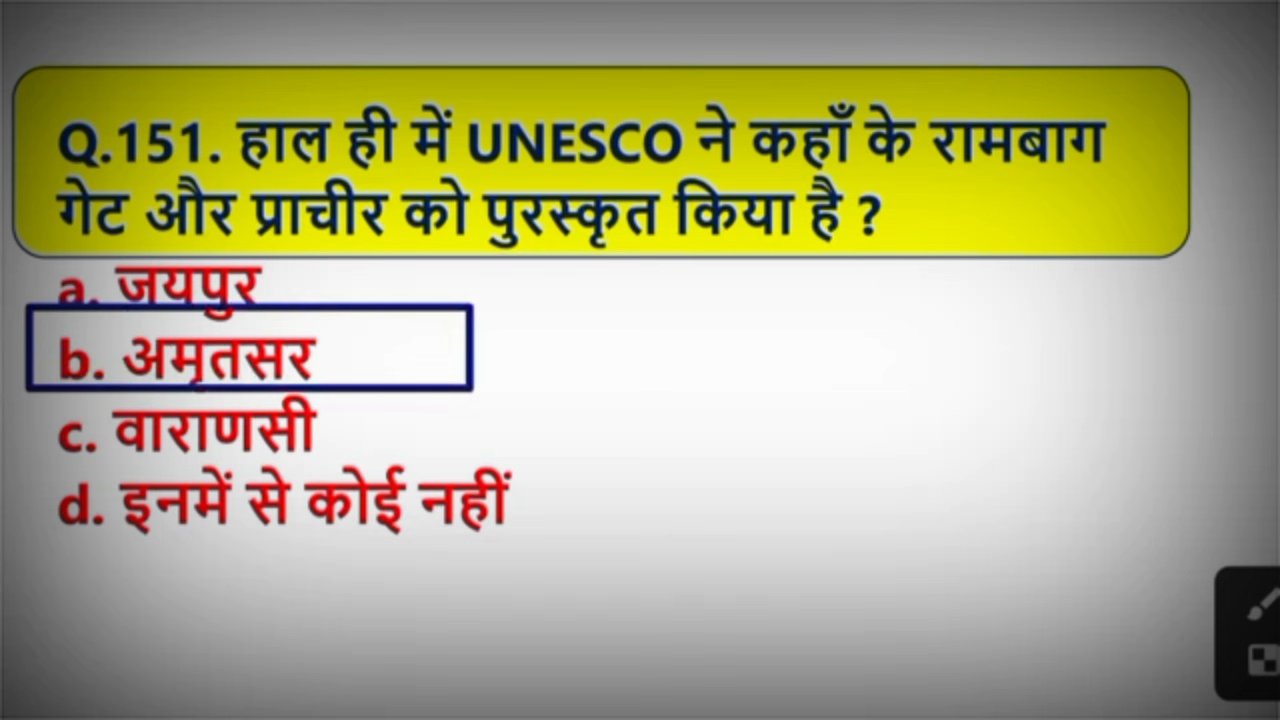 Q.151. हाल ही में UNESCO ने कहाँ के रामबाग
गेट और प्राचीर को पुरस्कृत किया है ?
a. जयपुर
b. अमृतसर
c. वाराणसी
d. इनमें से कोई नहीं